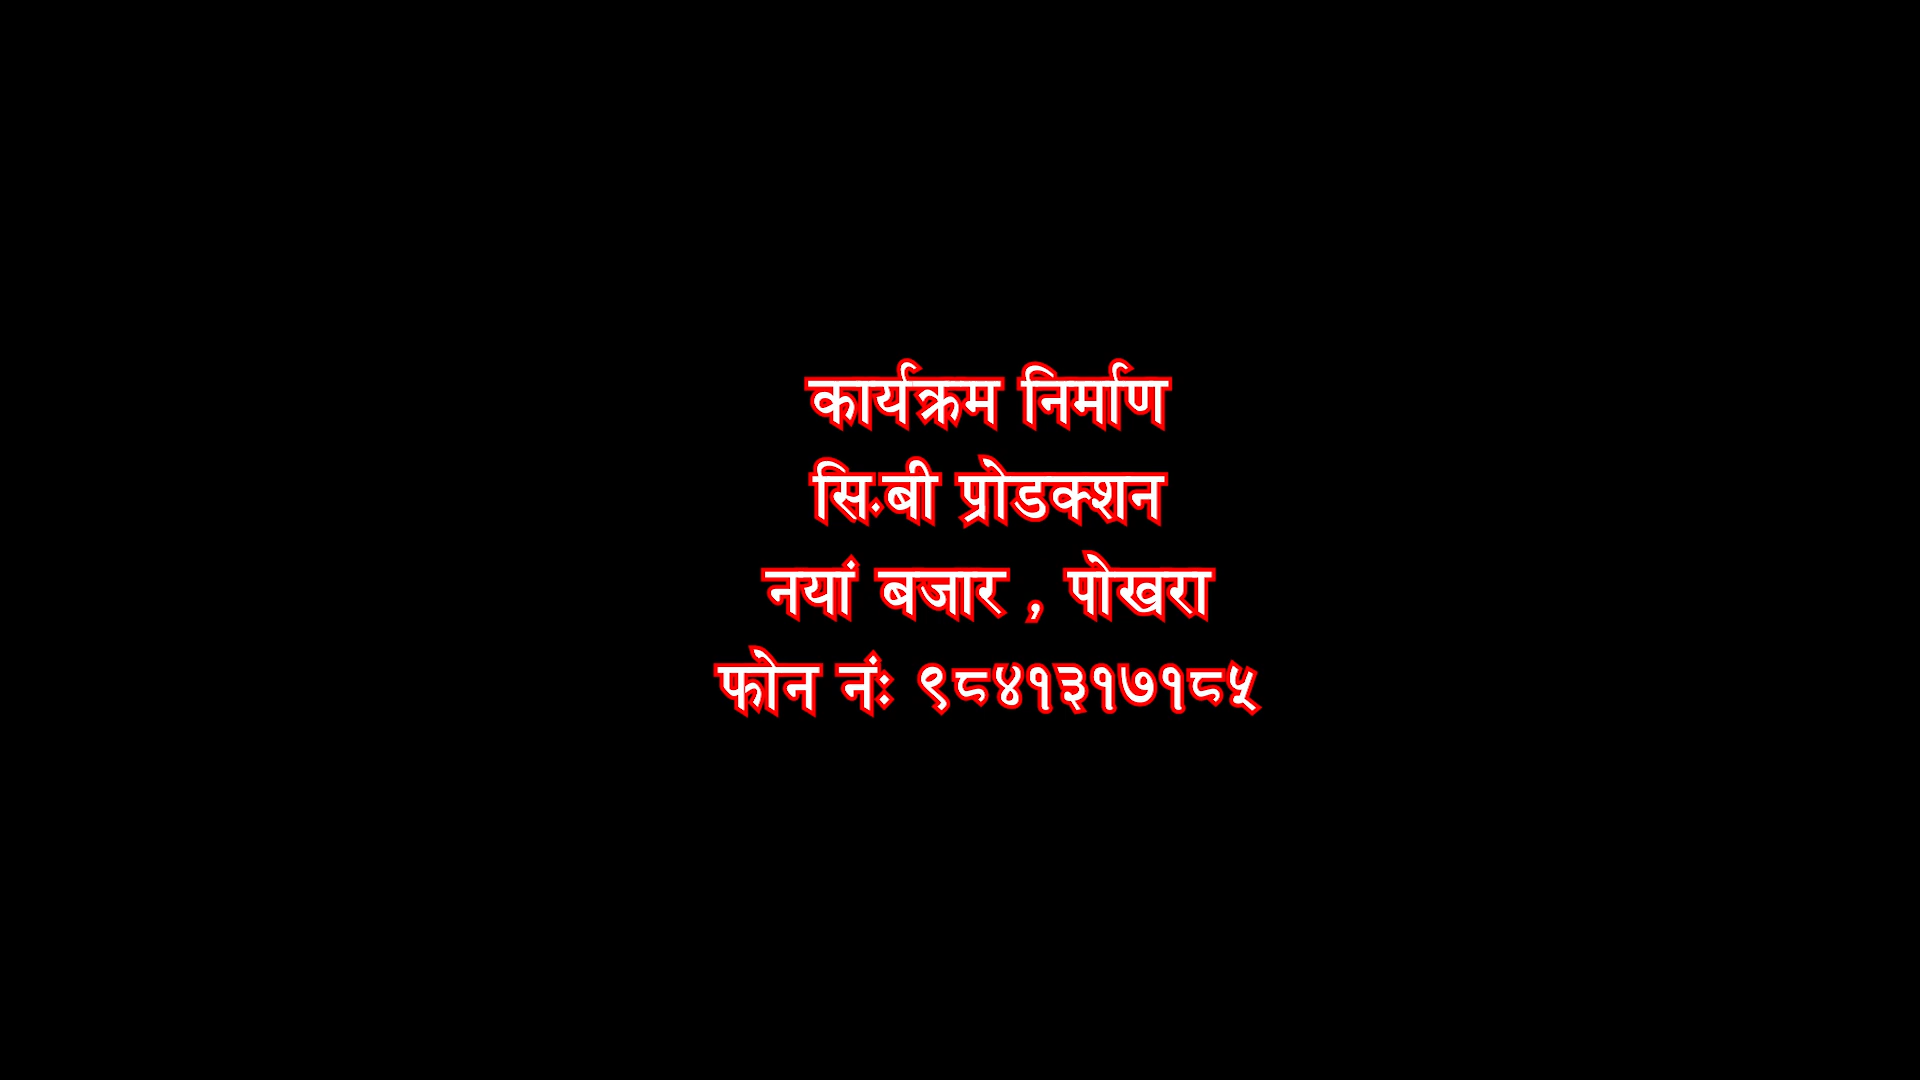 कार्यक्रम निर्माण
सि.बी प्रोडक्शन
नयां बजार , पोखरा
फोन नंः ९८४१३१७१८५